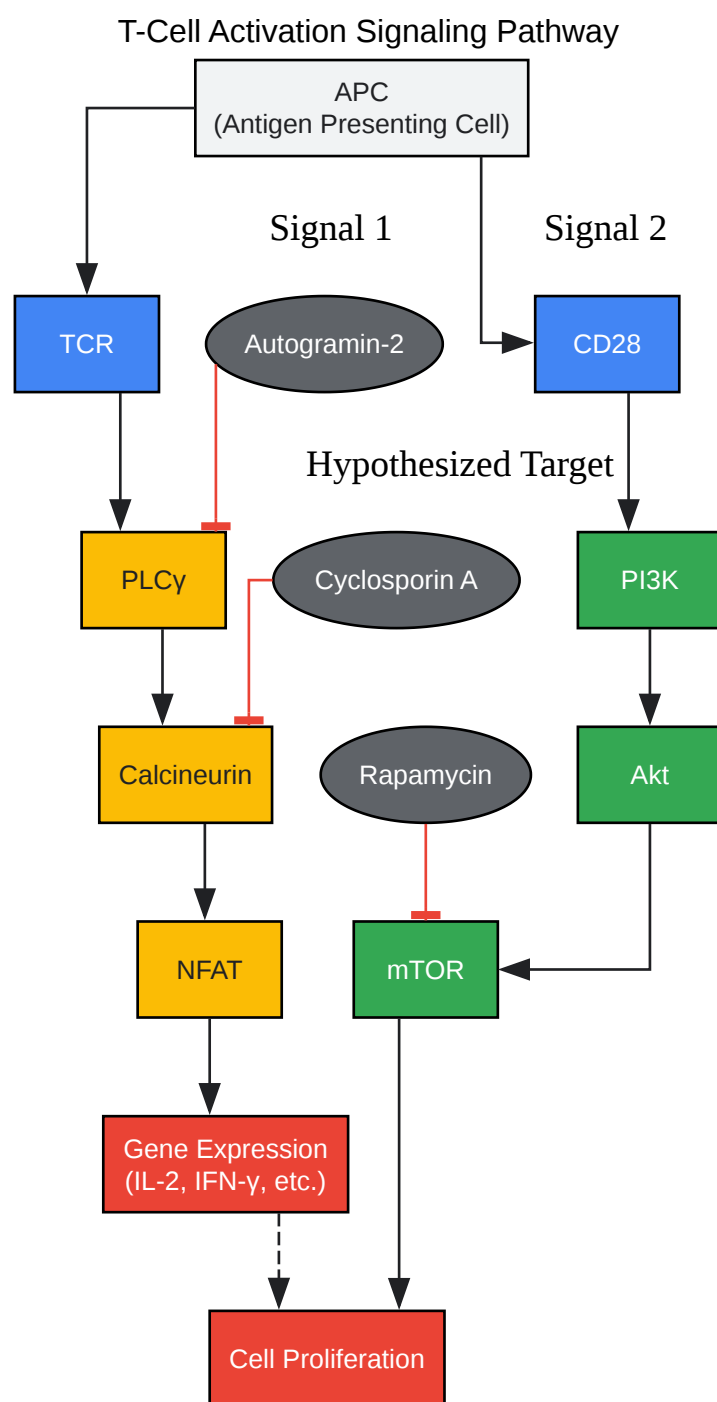 T-Cell Activation Signaling Pathway
APC
(Antigen Presenting Cell)
Signal 1
Signal 2
TCR
Autogramin-2
CD28
Hypothesized Target
PLCγ
Cyclosporin A
PI3K
Calcineurin
Rapamycin
Akt
NFAT
mTOR
Gene Expression
(IL-2, IFN-γ, etc.)
Cell Proliferation